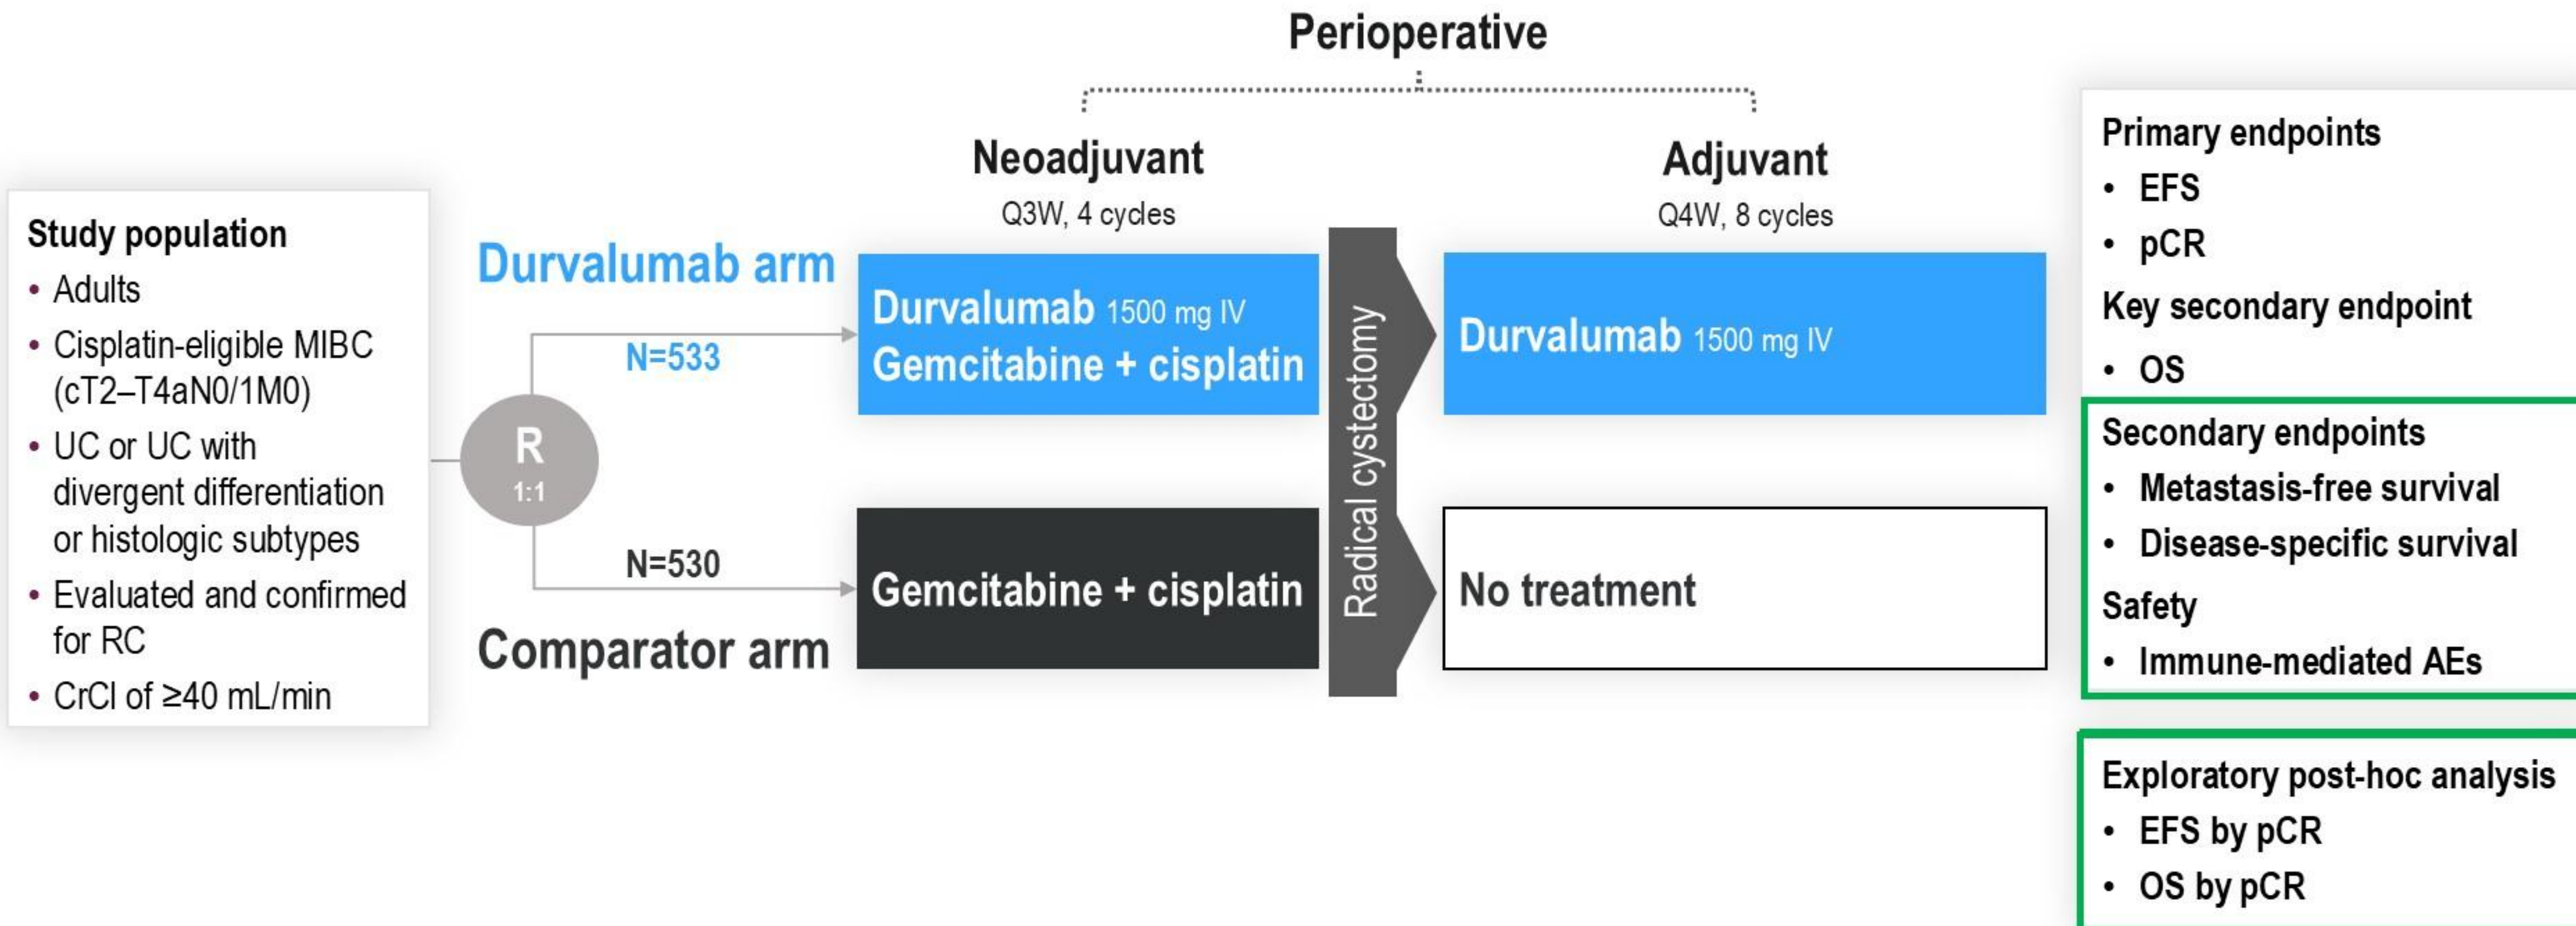 Perioperative
Neoadjuvant
Q3W, 4 cycles
Adjuvant
Q4W, 8 cycles
Study population
• Adults
• Cisplatin-eligible MIBC
(cT2–T4aN0/1M0)
• UC or UC with
divergent differentiation
or histologic subtypes
• Evaluated and confirmed
for RC
• CrCl of ≥40 mL/min
R
1:1
Durvalumab arm
N=533
Durvalumab 1500 mg IV
Gemcitabine + cisplatin
N=530
Comparator arm
Gemcitabine + cisplatin
Radical cystectomy
Durvalumab 1500 mg IV
No treatment
Primary endpoints
• EFS
• pCR
Key secondary endpoint
• OS
Secondary endpoints
• Metastasis-free survival
• Disease-specific survival
Safety
• Immune-mediated AEs
Exploratory post-hoc analysis
• EFS by pCR
• OS by pCR